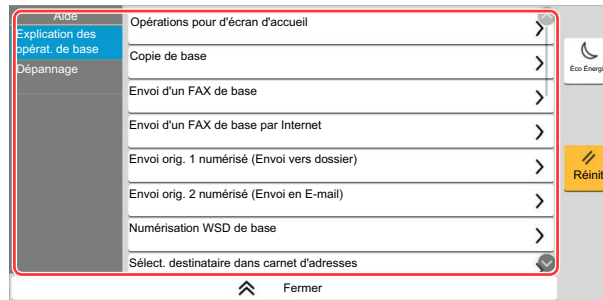 Aide
Explication des
opérat. de base
Dépannage
Opérations pour d'écran d'accueil
Copie de base
Envoi d'un FAX de base
Envoi d'un FAX de base par Internet
Envoi orig. 1 numérisé (Envoi vers dossier)
Envoi orig. 2 numérisé (Envoi en E-mail)
Numérisation WSD de base
Sélect. destinataire dans carnet d'adresses
Fermer
Éco Énergi
Réinit